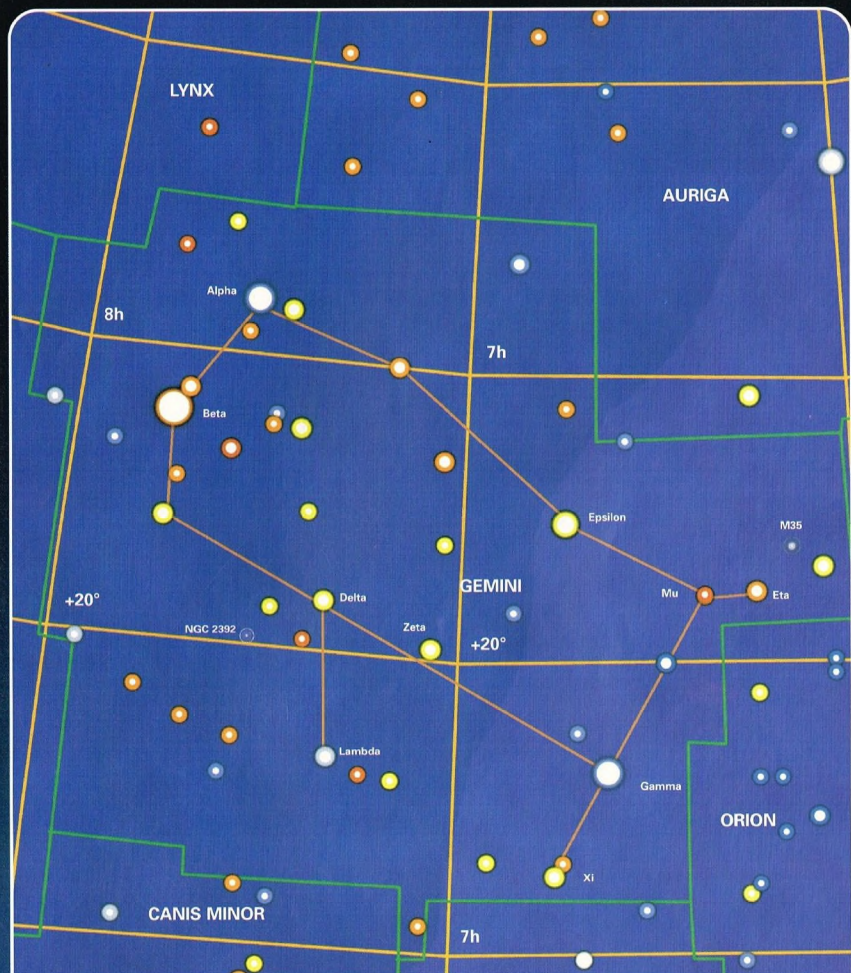 LYNX
AURIGA
Alpha
8h
7h
Beta
Epsilon
M35
GEMINI
Mu
Eta
+20°
Delta
NGC 2392
Zeta
+20°
Lambda
Gamma
ORION
Xi
CANIS MINOR
7h